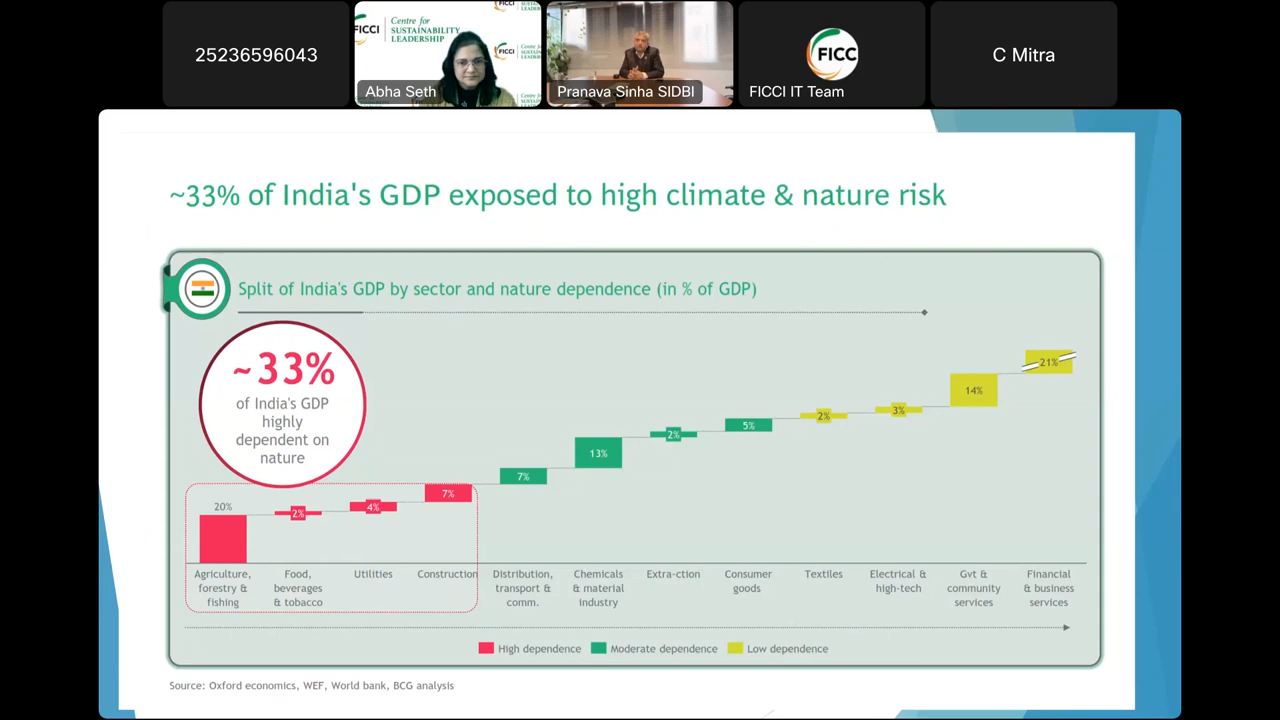 25236596043
FICCI
Centre for
SUSTAINABILITY
LEADERSHIP
Abha Seth
Pranava Sinha SIDBI
FICC
FICCI IT Team
C Mitra
~33% of India's GDP exposed to high climate & nature risk
Split of India's GDP by sector and nature dependence (in % of GDP)
~33%
of India's GDP
highly
dependent on
nature
20%
2%
4%
7%
7%
13%
2%
5%
2%
3%
14%
21%
Agriculture,
forestry &
fishing
Food,
beverages
& tobacco
Utilities
Construction
Distribution,
transport &
comm.
Chemicals
& material
industry
Extra-ction
Consumer
goods
Textiles
Electrical &
high-tech
Gvt &
community
services
Financial
& business
services
High dependence
Moderate dependence
Low dependence
Source: Oxford economics, WEF, World bank, BCG analysis